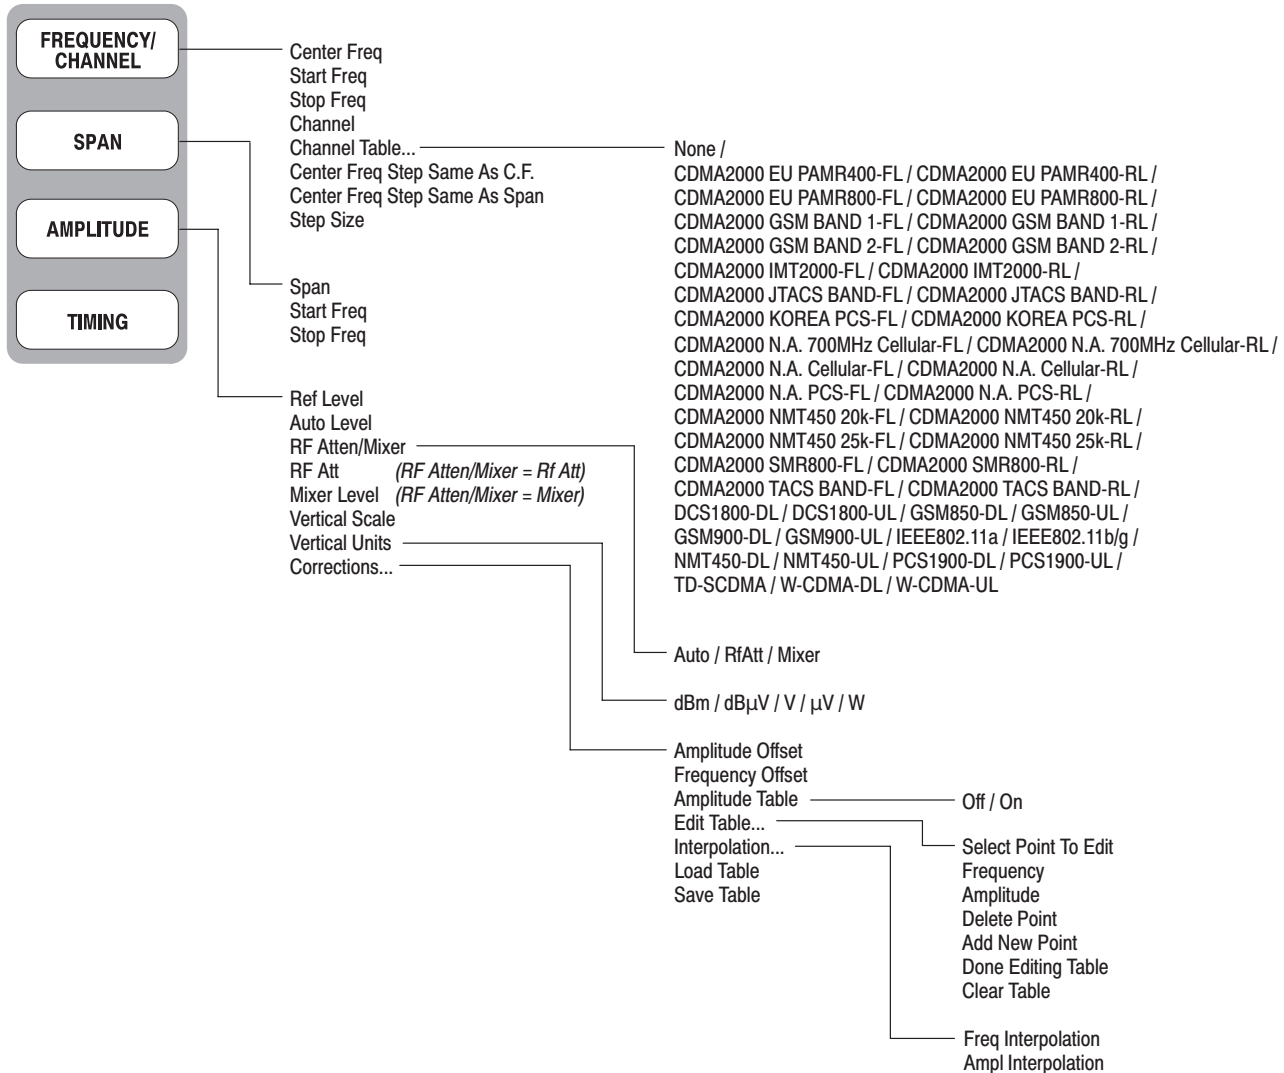 FREQUENCY/
CHANNEL
SPAN
AMPLITUDE
TIMING
Center Freq
Start Freq
Stop Freq
Channel
Channel Table...
Center Freq Step Same As C.F.
Center Freq Step Same As Span
Step Size
Span
Start Freq
Stop Freq
Ref Level
Auto Level
RF Atten/Mixer
RF Att (RF Atten/Mixer = Rf Att)
Mixer Level (RF Atten/Mixer = Mixer)
Vertical Scale
Vertical Units
Corrections...
None /
CDMA2000 EU PAMR400-FL / CDMA2000 EU PAMR400-RL /
CDMA2000 EU PAMR800-FL / CDMA2000 EU PAMR800-RL /
CDMA2000 GSM BAND 1-FL / CDMA2000 GSM BAND 1-RL /
CDMA2000 GSM BAND 2-FL / CDMA2000 GSM BAND 2-RL /
CDMA2000 IMT2000-FL / CDMA2000 IMT2000-RL /
CDMA2000 JTACS BAND-FL / CDMA2000 JTACS BAND-RL /
CDMA2000 KOREA PCS-FL / CDMA2000 KOREA PCS-RL /
CDMA2000 N.A. 700MHz Cellular-FL / CDMA2000 N.A. 700MHz Cellular-RL /
CDMA2000 N.A. Cellular-FL / CDMA2000 N.A. Cellular-RL /
CDMA2000 N.A. PCS-FL / CDMA2000 N.A. PCS-RL /
CDMA2000 NMT450 20k-FL / CDMA2000 NMT450 20k-RL /
CDMA2000 NMT450 25k-FL / CDMA2000 NMT450 25k-RL /
CDMA2000 SMR800-FL / CDMA2000 SMR800-RL /
CDMA2000 TACS BAND-FL / CDMA2000 TACS BAND-RL /
DCS1800-DL / DCS1800-UL / GSM850-DL / GSM850-UL /
GSM900-DL / GSM900-UL / IEEE802.11a / IEEE802.11b/g /
NMT450-DL / NMT450-UL / PCS1900-DL / PCS1900-UL /
TD-SCDMA / W-CDMA-DL / W-CDMA-UL
Auto / RfAtt / Mixer
dBm / dBµV / V / µV / W
Amplitude Offset
Frequency Offset
Amplitude Table
Edit Table...
Interpolation...
Load Table
Save Table
Off / On
Select Point To Edit
Frequency
Amplitude
Delete Point
Add New Point
Done Editing Table
Clear Table
Freq Interpolation
Ampl Interpolation